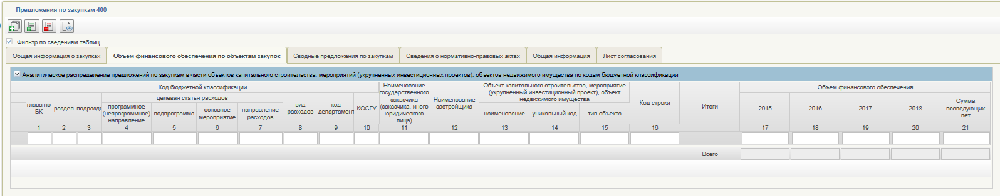 Предложения по закупкам 400
Фильтр по сведениям таблиц
Общая информация о закупках
Объем финансового обеспечения по объектам закупок
Сводные предложения по закупкам
Сведения о нормативно-правовых актах
Общая информация
Лист согласования
Аналитическое распределение предложений по закупкам в части объектов капитального строительства, мероприятий (укрупненных инвестиционных проектов), объектов недвижимого имущества по кодам бюджетной классификации
Код бюджетной классификации
глава по
БК
раздел
подразде
целевая статья расходов
программное
(непрограммное)
направление
подпрограмма
основное
мероприятие
направление
расходов
вид
расходов
код
департамент
КОСГУ
Наименование
государственного
заказчика
(заказчика, иного
юридического
лица)
Наименование
застройщика
Объект капитального строительства, мероприятие
(укрупненный инвестиционный проект), объект
недвижимого имущества
наименование
уникальный код
тип объекта
Код строки
Итоги
Объем финансового обеспечения
2015
2016
2017
2018
Сумма
последующих
лет
1 2 3 4 5 6 7 8 9 10 11 12 13 14 15 16 17 18 19 20 21
Всего